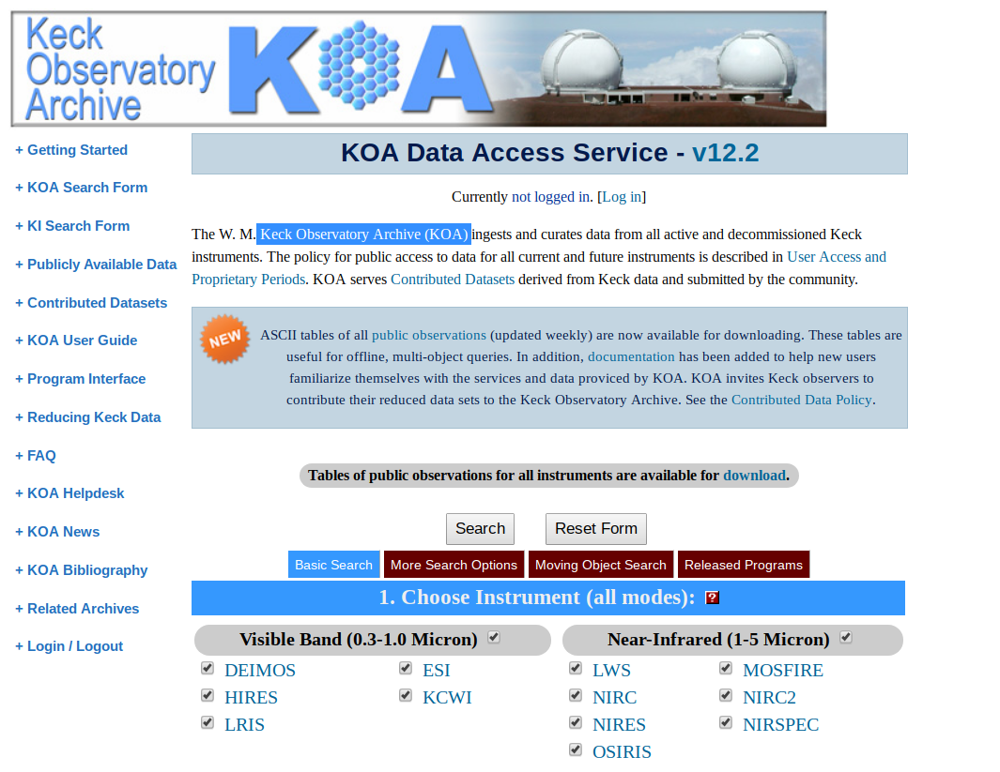 Keck
Observatory
Archive
KOA
+ Getting Started
+ KOA Search Form
+ KI Search Form
+ Publicly Available Data
+ Contributed Datasets
+ KOA User Guide
+ Program Interface
+ Reducing Keck Data
+ FAQ
+ KOA Helpdesk
+ KOA News
+ KOA Bibliography
+ Related Archives
+ Login / Logout
KOA Data Access Service - v12.2
Currently not logged in. [Log in]
The W. M. Keck Observatory Archive (KOA) ingests and curates data from all active and decommissioned Keck
instruments. The policy for public access to data for all current and future instruments is described in User Access and
Proprietary Periods. KOA serves Contributed Datasets derived from Keck data and submitted by the community.
NEW
ASCII tables of all public observations (updated weekly) are now available for downloading. These tables are
useful for offline, multi-object queries. In addition, documentation has been added to help new users
familiarize themselves with the services and data proviced by KOA. KOA invites Keck observers to
contribute their reduced data sets to the Keck Observatory Archive. See the Contributed Data Policy.
Tables of public observations for all instruments are available for download.
Search Reset Form
Basic Search More Search Options Moving Object Search Released Programs
1. Choose Instrument (all modes): ?
Visible Band (0.3-1.0 Micron) Near-Infrared (1-5 Micron)
DEIMOS ESI LWS MOSFIRE
HIRES KCWI NIRC NIRC2
LRIS NIRES NIRSPEC
OSIRIS